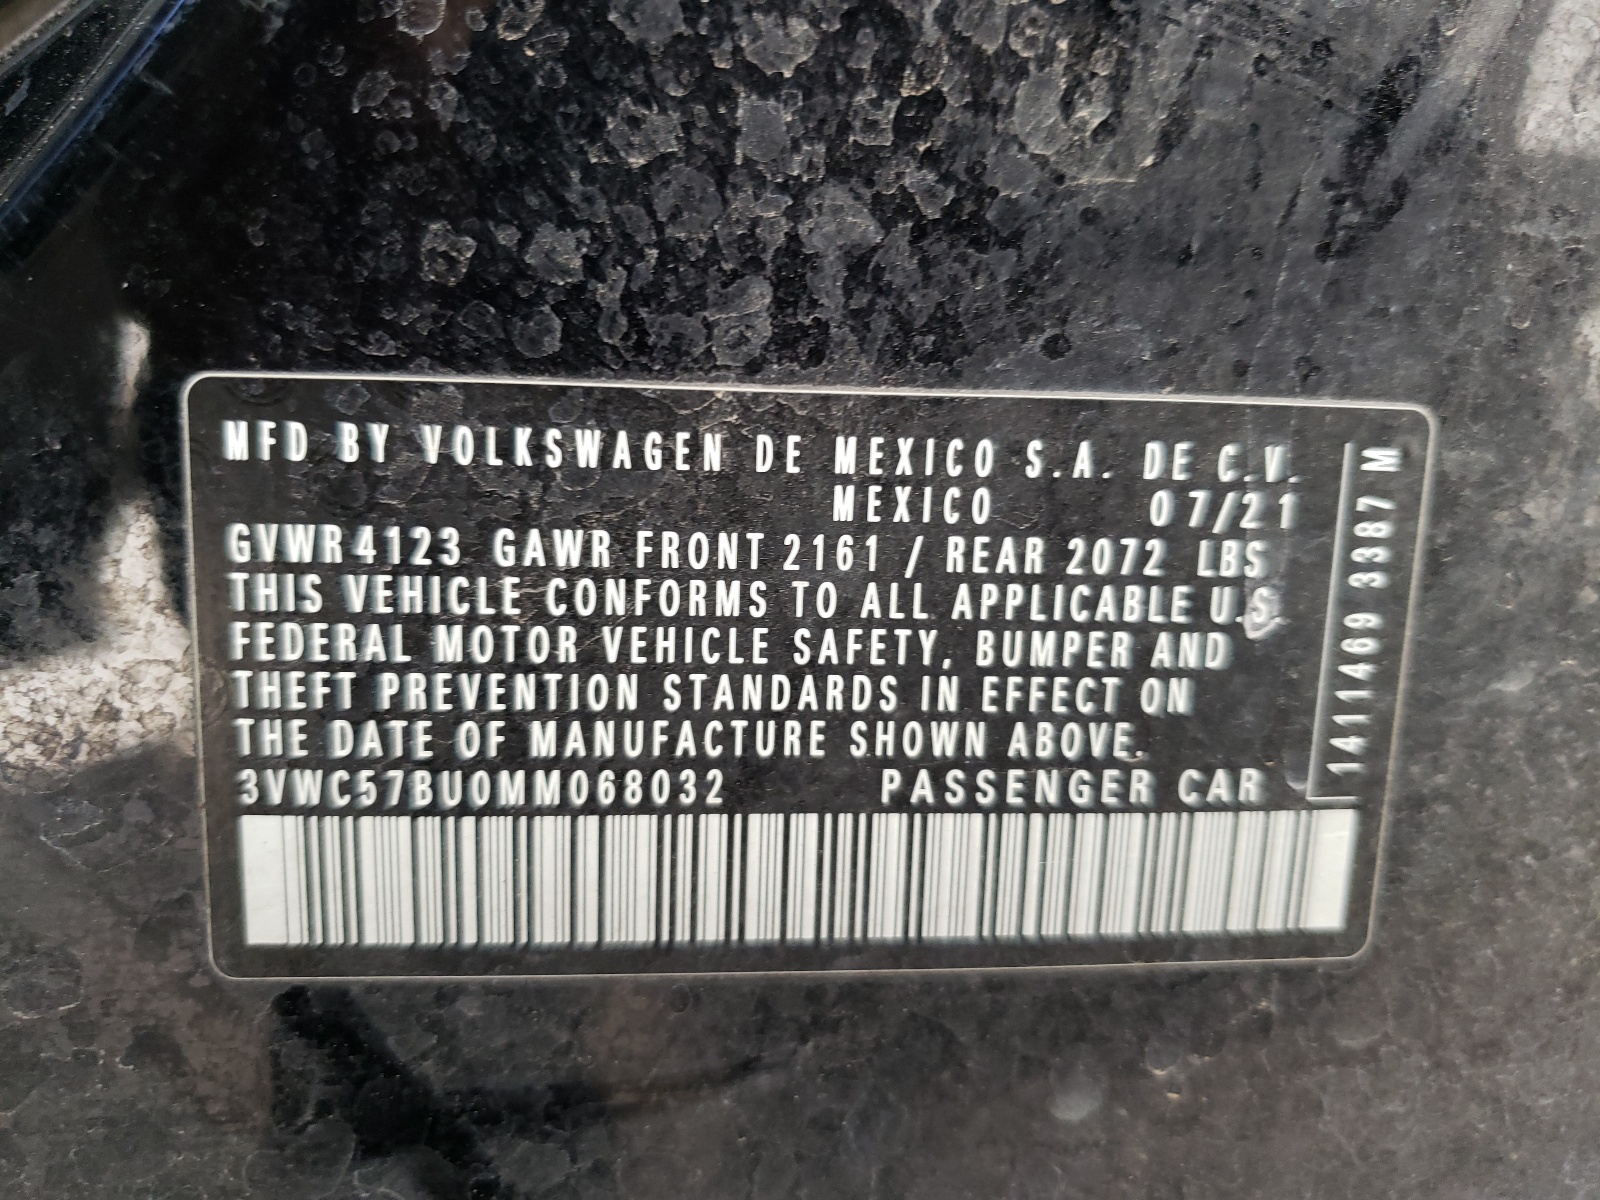 MFD BY VOLKSWAGEN DE MEXICO S.A. DE C.V.
MEXICO 07/21
GVWR 4123 GAWR FRONT 2161 / REAR 2072 LBS
THIS VEHICLE CONFORMS TO ALL APPLICABLE U.S.
FEDERAL MOTOR VEHICLE SAFETY, BUMPER AND
THEFT PREVENTION STANDARDS IN EFFECT ON
THE DATE OF MANUFACTURE SHOWN ABOVE.
3VWC57BU0MM068032 PASSENGER CAR
1411469 3387 M